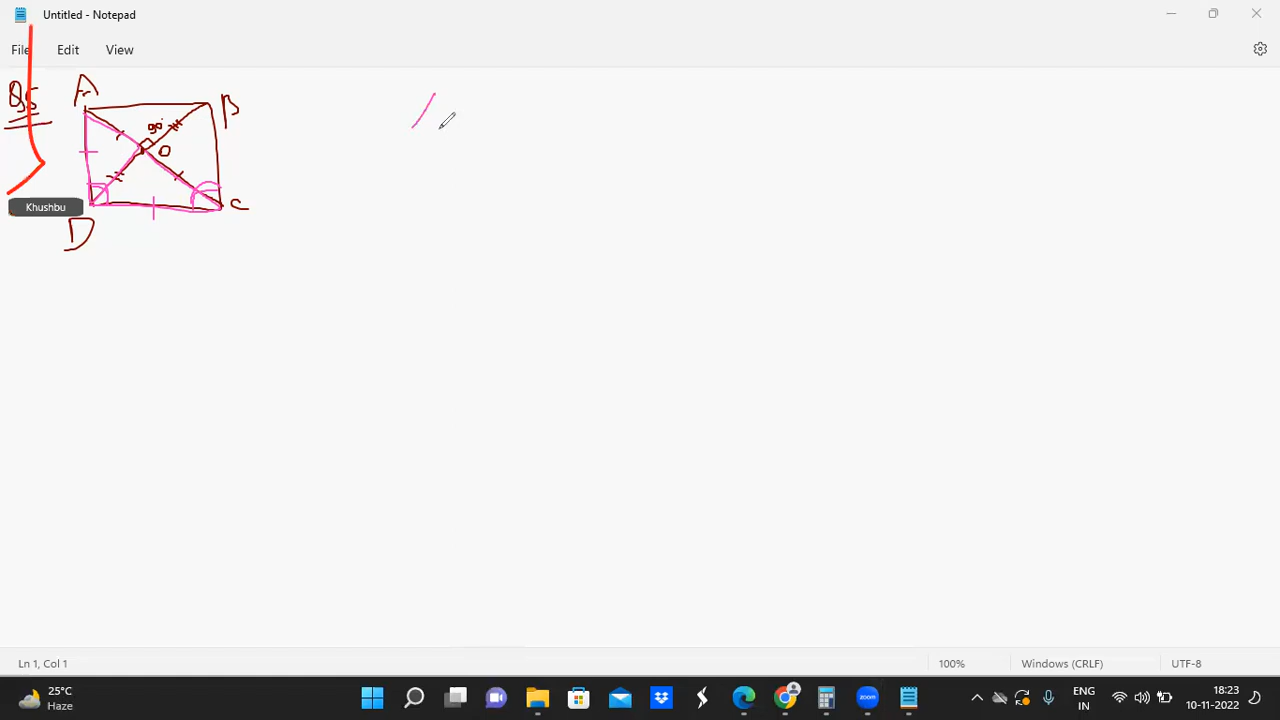 Untitled - Notepad
File Edit View
Q5
A
B
90°
O
Khushbu
C
D
Ln 1, Col 1
100%
Windows (CRLF)
UTF-8
25°C
Haze
ENG
IN
18:23
10-11-2022